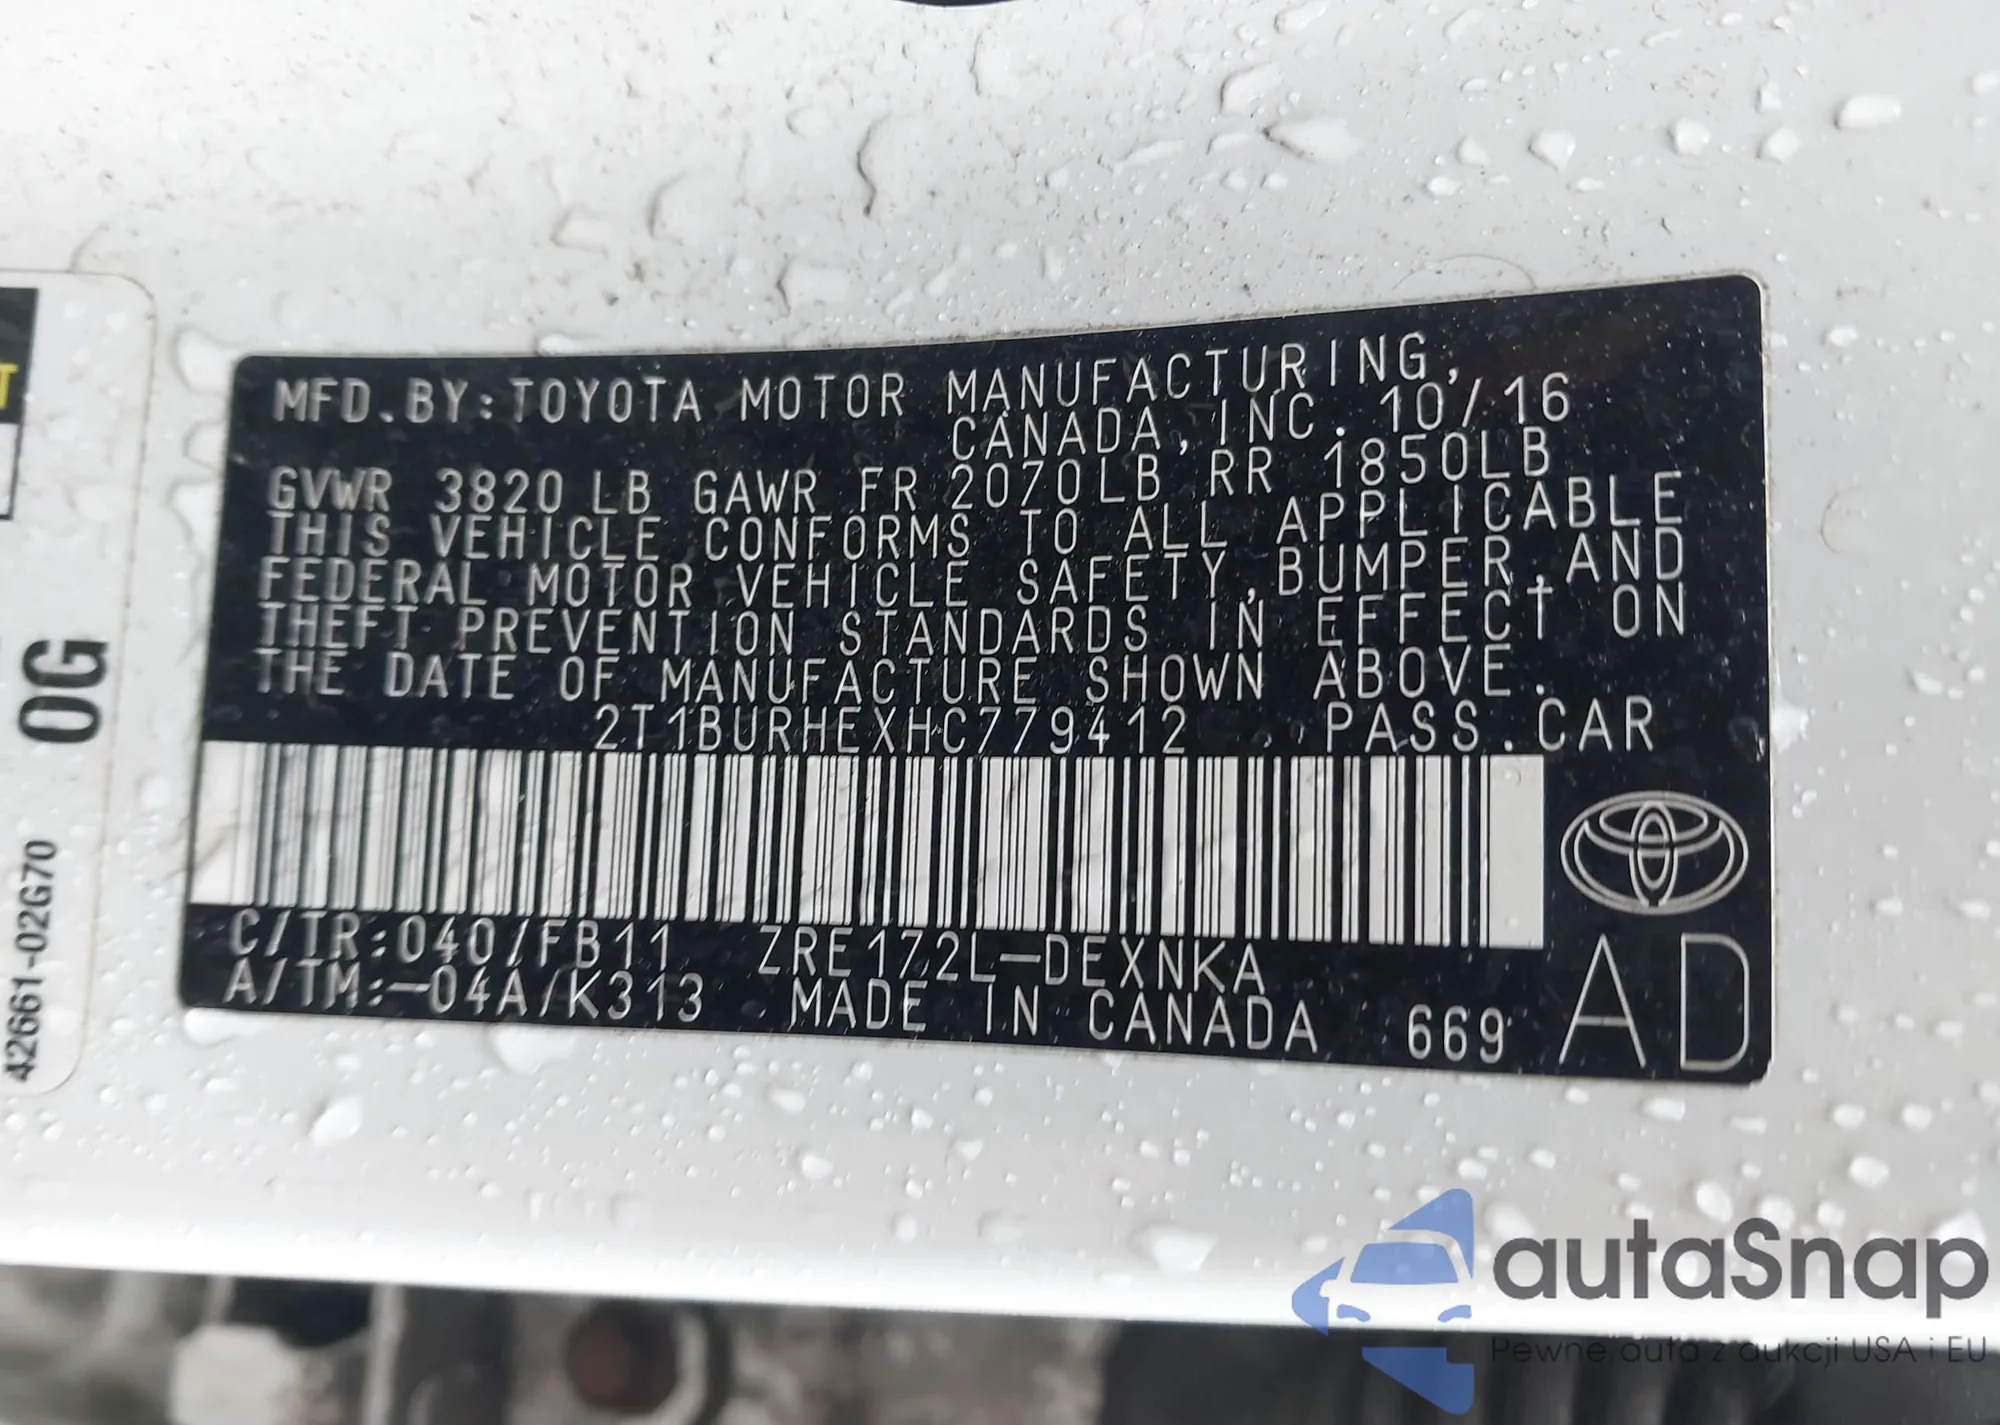 MFD.BY:TOYOTA MOTOR MANUFACTURING,
CANADA, INC. 10/16
GVWR 3820 LB GAWR FR 2070LB RR 1850LB
THIS VEHICLE CONFORMS TO ALL APPLICABLE
FEDERAL MOTOR VEHICLE SAFETY,BUMPER,AND
THEFT PREVENTION STANDARDS IN EFFECT ON
THE DATE OF MANUFACTURE SHOWN ABOVE.
2T1BURHEXHC779412 PASS.CAR
C/TR:040/FB11 ZRE172L-DEXNKA
A/TM:-04A/K313 MADE IN CANADA 669
AD
T
0G
42661-02G70
autaSnap
Pewne auta z aukcji USA i EU